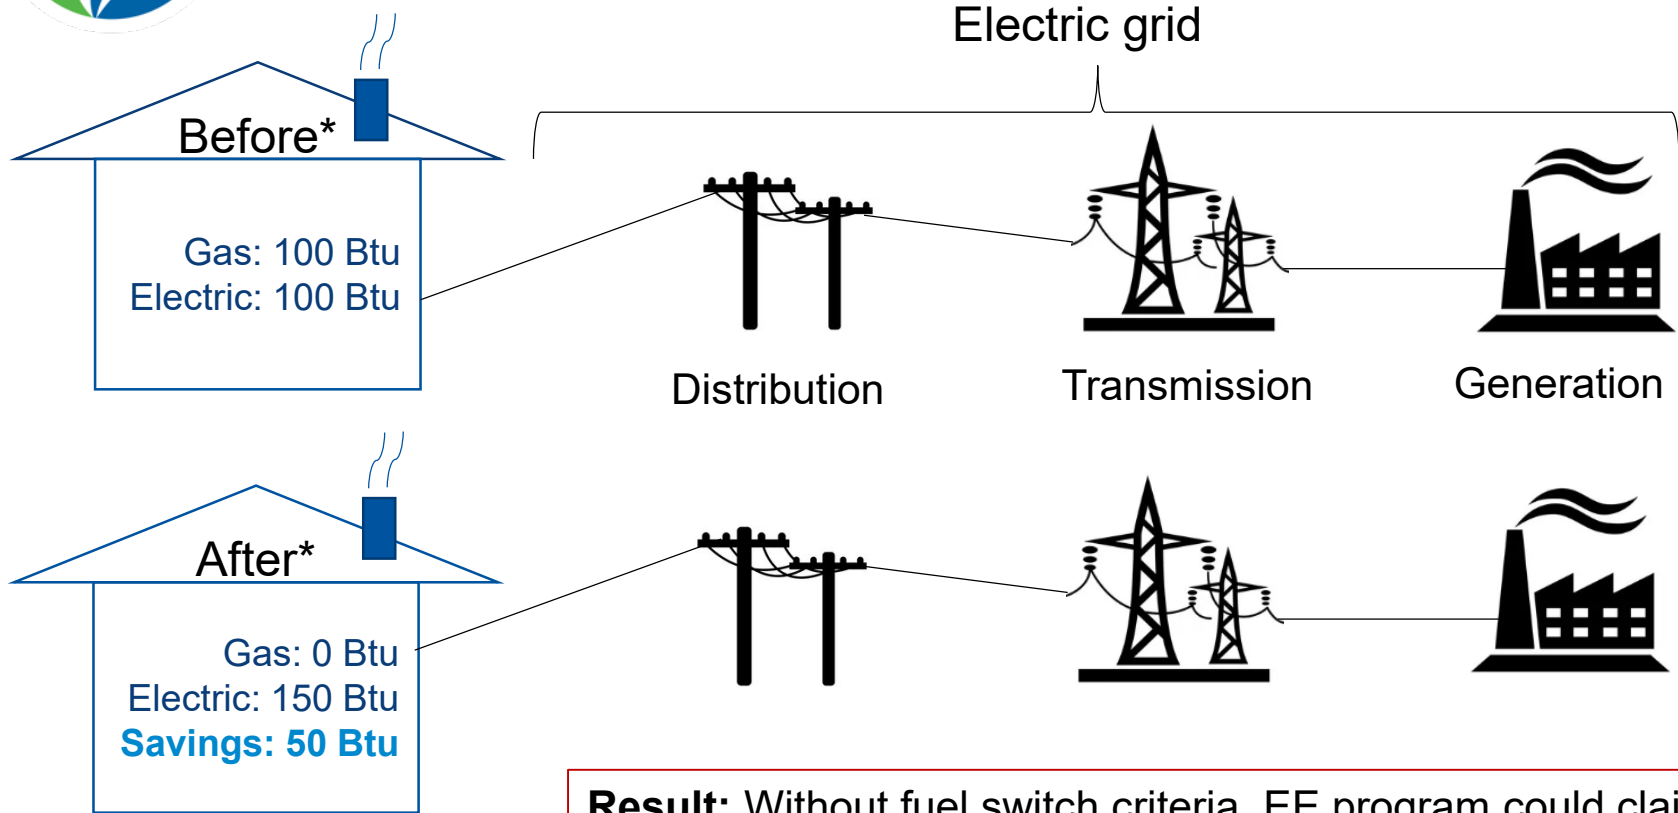 Electric grid
Before*
Gas: 100 Btu
Electric: 100 Btu
Distribution
Transmission
Generation
After*
Gas: 0 Btu
Electric: 150 Btu
Savings: 50 Btu
Result: Without fuel switch criteria, EE program could